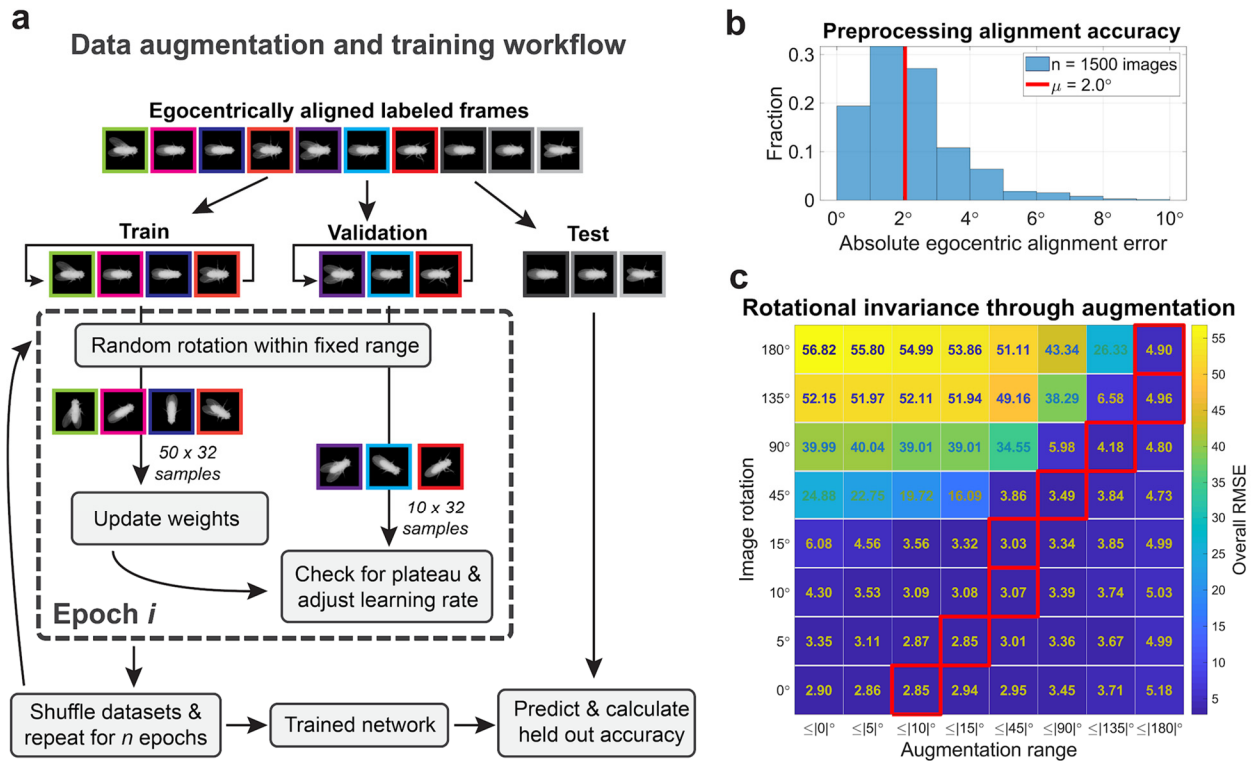 a
Data augmentation and training workflow
Egocentrically aligned labeled frames
Train
Validation
Test
Random rotation within fixed range
50 x 32
samples
10 x 32
samples
Update weights
Check for plateau &
adjust learning rate
Epoch i
Shuffle datasets &
repeat for n epochs
Trained network
Predict & calculate
held out accuracy
b
Preprocessing alignment accuracy
n = 1500 images
μ = 2.0°
Fraction
0.3
0.2
0.1
0
0° 2° 4° 6° 8° 10°
Absolute egocentric alignment error
c
Rotational invariance through augmentation
Image rotation
180° 56.82 55.80 54.99 53.86 51.11 43.34 26.33 4.90
135° 52.15 51.97 52.11 51.94 49.16 38.29 6.58 4.96
90° 39.99 40.04 39.01 39.01 34.55 5.98 4.18 4.80
45° 24.88 22.75 19.72 16.09 3.86 3.49 3.84 4.73
15° 6.08 4.56 3.56 3.32 3.03 3.34 3.85 4.99
10° 4.30 3.53 3.09 3.08 3.07 3.39 3.74 5.03
5° 3.35 3.11 2.87 2.85 3.01 3.36 3.67 4.99
0° 2.90 2.86 2.85 2.94 2.95 3.45 3.71 5.18
≤|0|° ≤|5|° ≤|10|° ≤|15|° ≤|45|° ≤|90|° ≤|135|° ≤|180|°
Augmentation range
55
50
45
40
35
30
25
20
15
10
5
Overall RMSE